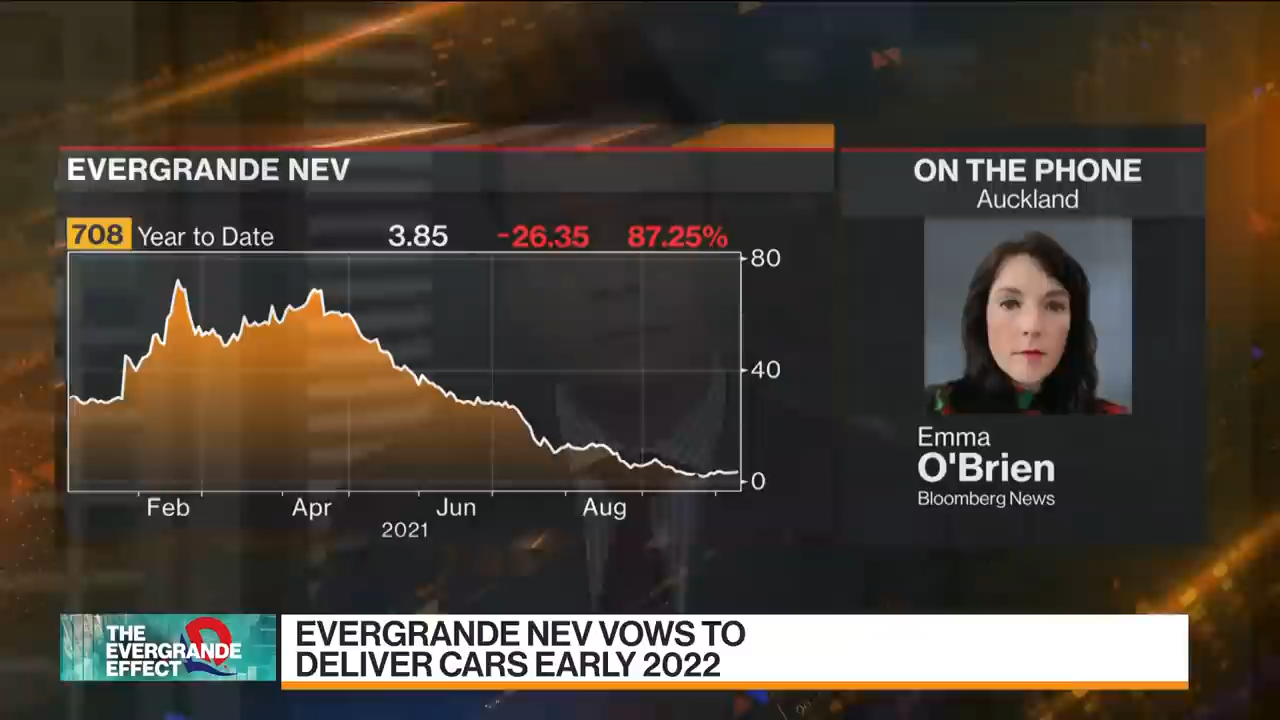 EVERGRANDE NEV
708 Year to Date 3.85 -26.35 87.25%
80
40
0
Feb Apr Jun Aug
2021
ON THE PHONE
Auckland
Emma
O'Brien
Bloomberg News
THE
EVERGRANDE
EFFECT
EVERGRANDE NEV VOWS TO
DELIVER CARS EARLY 2022